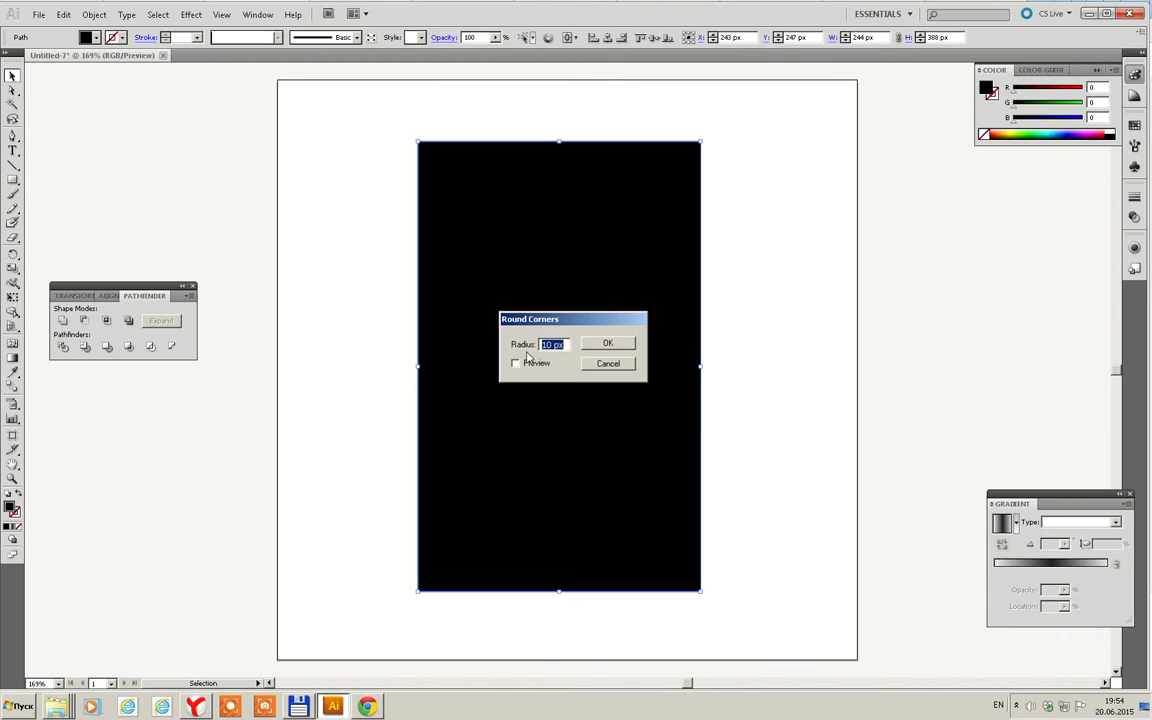 Ai File Edit Object Type Select Effect View Window Help ESSENTIALS CS Live
Path Stroke: Basic Style: Opacity: 100 % X: 243 px Y: 247 px W: 244 px H: 388 px
Untitled-7* @ 169% (RGB/Preview)
COLOR COLOR GUIDE
R 0
G 0
B 0
TRANSFORM ALIGN PATHFINDER
Shape Modes:
Expand
Pathfinders:
Round Corners
Radius: 10 px OK
Preview Cancel
GRADIENT
Type:
%
Opacity: %
Location: %
169% 1 Selection
Пуск Ai EN 19:54
20.06.2015